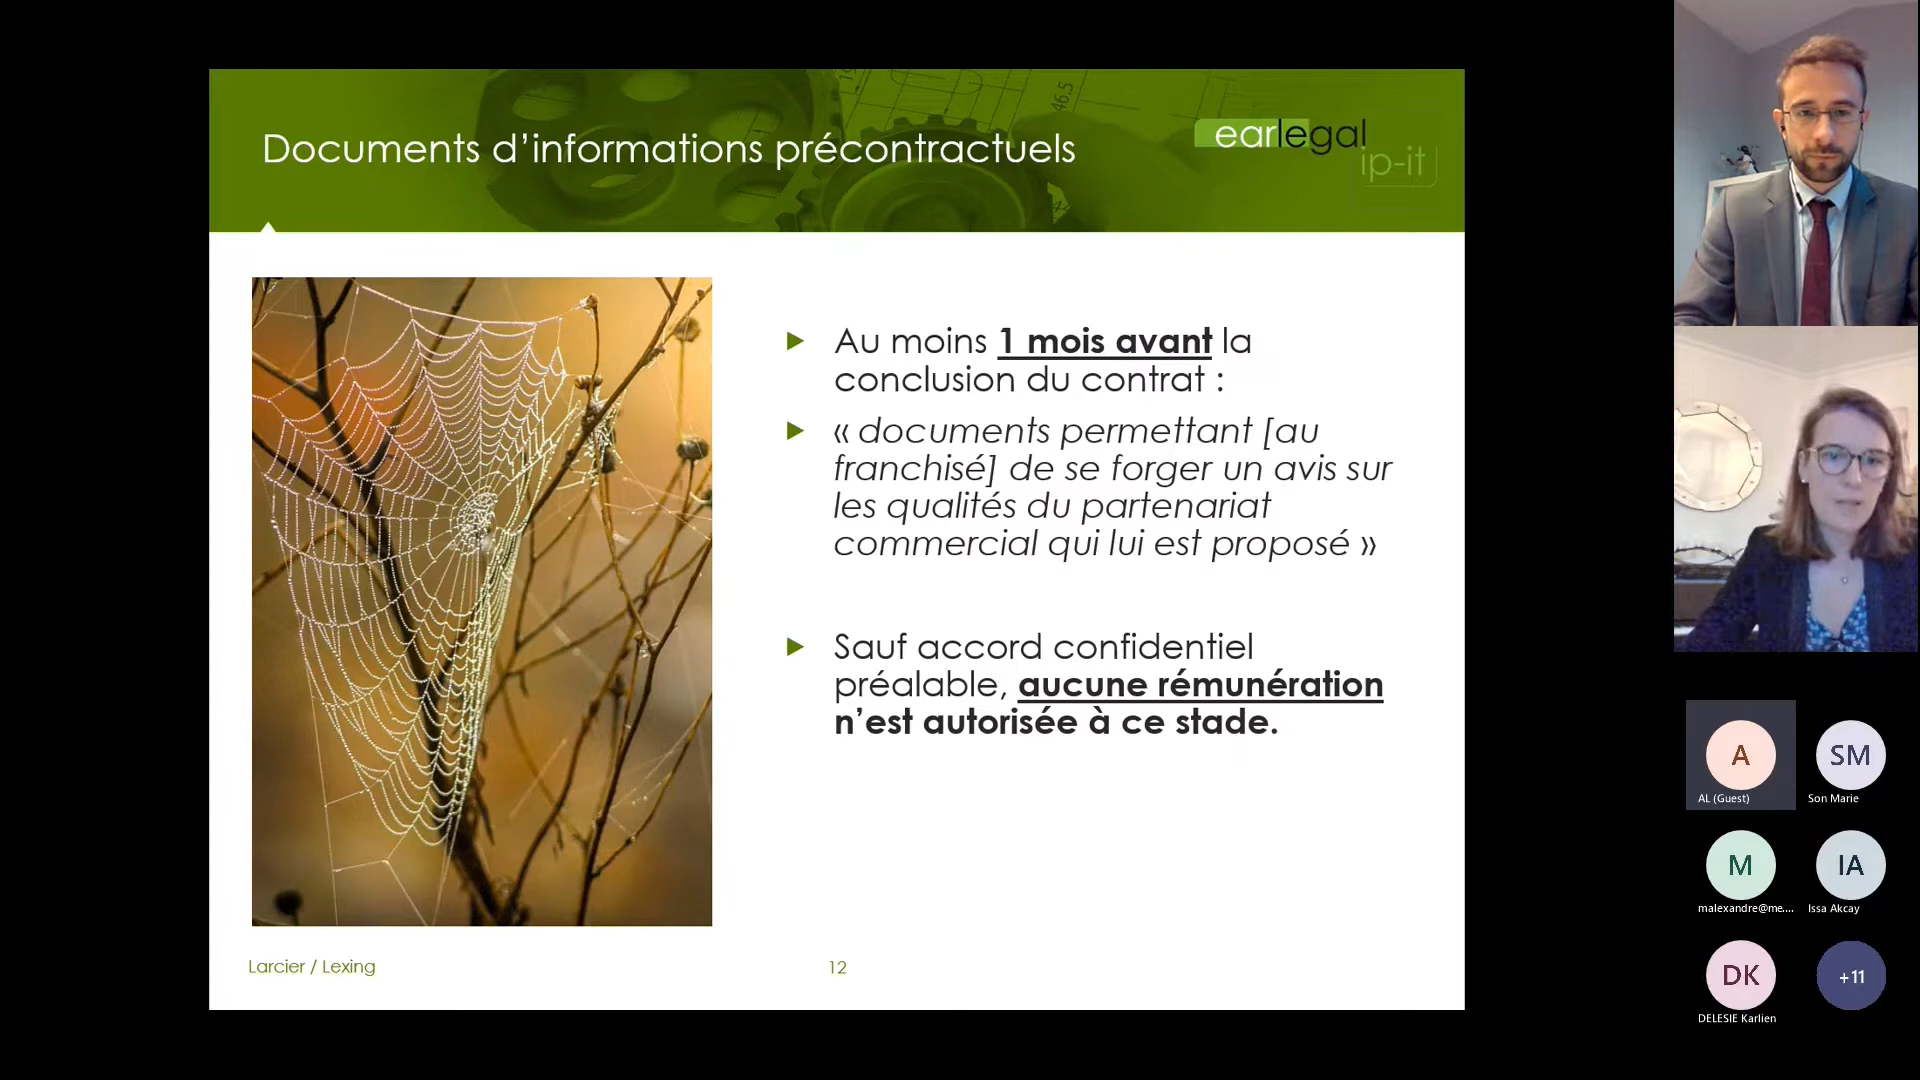 Documents d’informations précontractuels
earlegal
ip-it
46.5
Au moins 1 mois avant la
conclusion du contrat :
« documents permettant [au
franchisé] de se forger un avis sur
les qualités du partenariat
commercial qui lui est proposé »
Sauf accord confidentiel
préalable, aucune rémunération
n’est autorisée à ce stade.
Larcier / Lexing
12
A
AL (Guest)
SM
Son Marie
M
malexandre@me....
IA
Issa Akcay
DK
DELESIE Karlien
+11